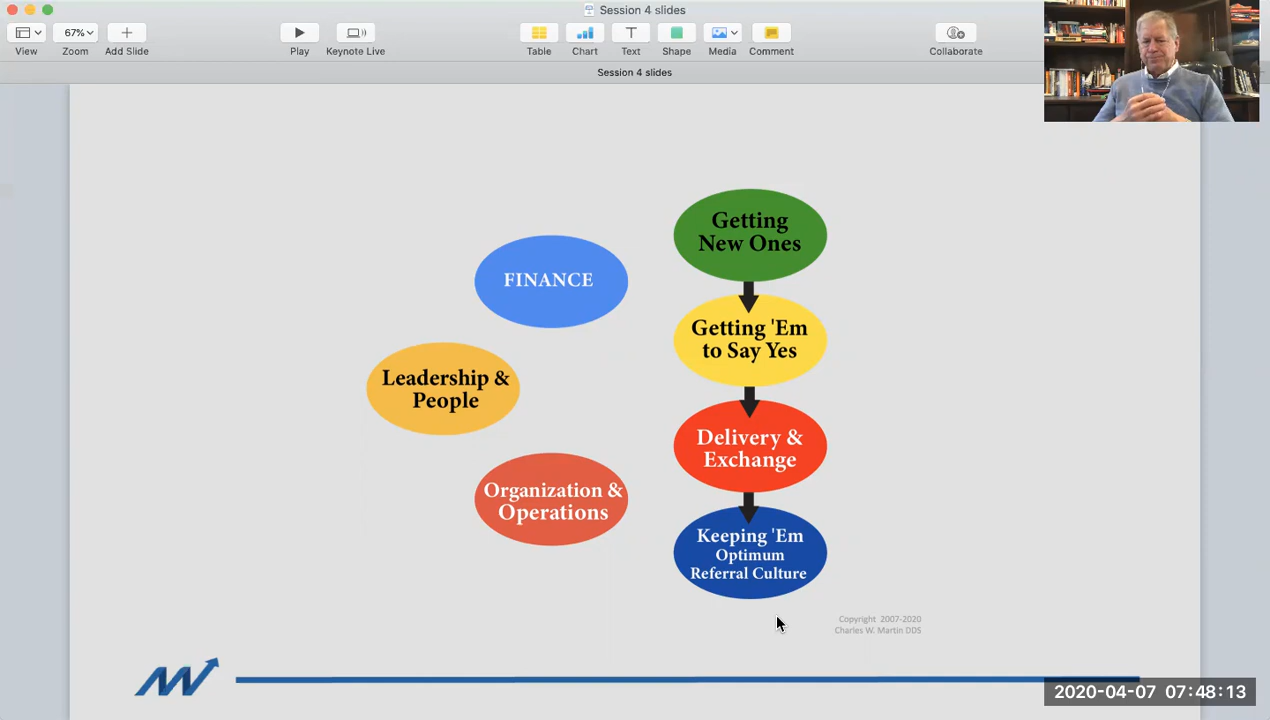 Session 4 slides
67%
View
Zoom
Add Slide
Play
Keynote Live
Table
Chart
Text
Shape
Media
Comment
Collaborate
Session 4 slides
Getting
New Ones
FINANCE
Getting 'Em
to Say Yes
Leadership &
People
Delivery &
Exchange
Organization &
Operations
Keeping 'Em
Optimum
Referral Culture
Copyright 2007-2020
Charles W. Martin DDS
2020-04-07 07:48:13